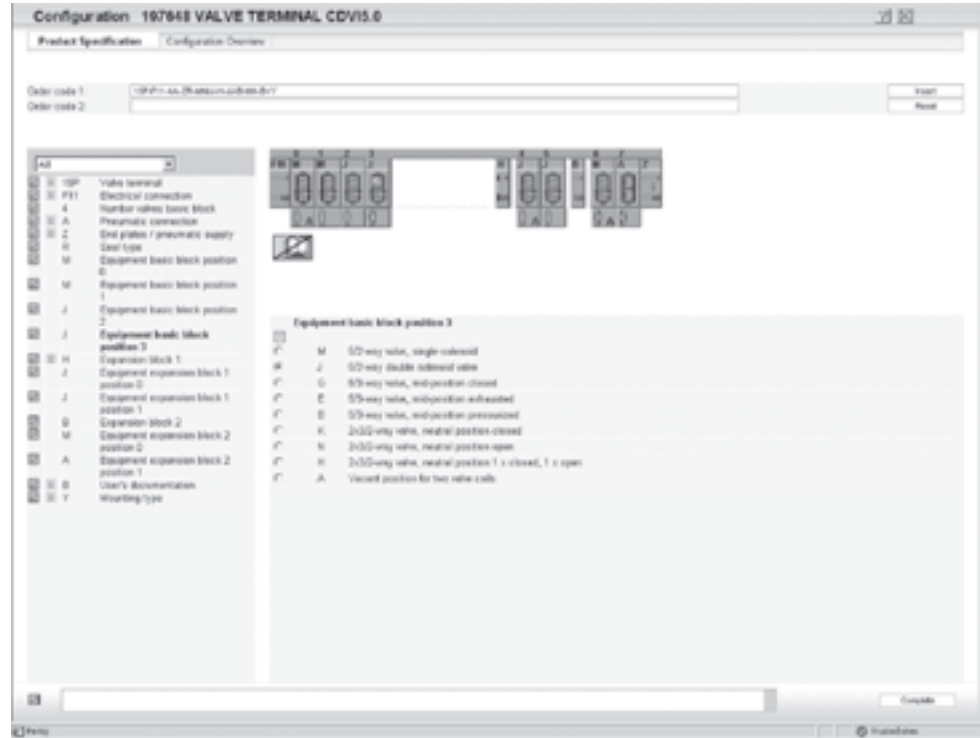 Configuration 197648 VALVE TERMINAL CDVI5.0
Product Specification Configuration Overview
Order code 1: Insert
Order code 2: Reset
All
15P Valve terminal
P11 Electrical connection
4 Number valves basic block
A Pneumatic connection
Z End plates / pneumatic supply
R Seal type
M Equipment basic block position
0
M Equipment basic block position
1
J Equipment basic block position
2
J Equipment basic block
position 3
H Expansion block 1
J Equipment expansion block 1
position 0
J Equipment expansion block 1
position 1
B Expansion block 2
M Equipment expansion block 2
position 0
A Equipment expansion block 2
position 1
B User's documentation
Y Mounting type
Equipment basic block position 3
M 5/2-way valve, single solenoid
J 5/2-way double solenoid valve
G 5/3-way valve, mid-position closed
E 5/3-way valve, mid-position exhausted
B 5/3-way valve, mid-position pressurized
K 2x3/2-way valve, neutral position closed
N 2x3/2-way valve, neutral position open
H 2x3/2-way valve, neutral position 1 x closed, 1 x open
A Vacant position for two valve coils
Complete